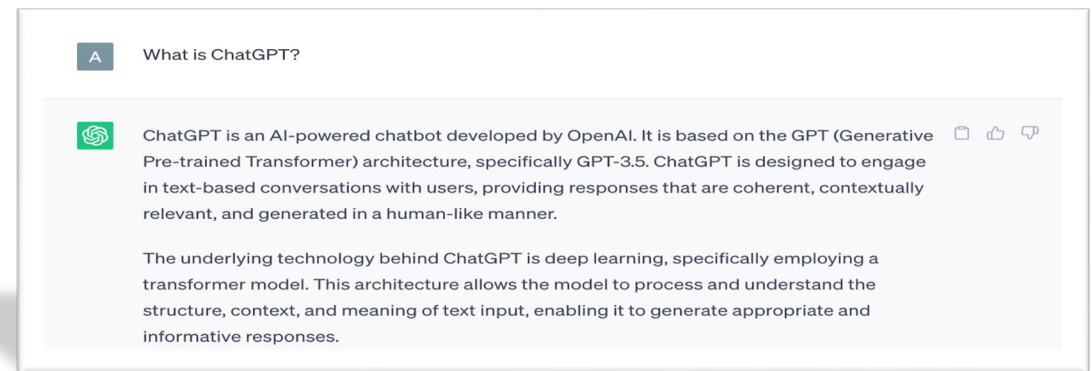 A
What is ChatGPT?
ChatGPT is an AI-powered chatbot developed by OpenAI. It is based on the GPT (Generative
Pre-trained Transformer) architecture, specifically GPT-3.5. ChatGPT is designed to engage
in text-based conversations with users, providing responses that are coherent, contextually
relevant, and generated in a human-like manner.
The underlying technology behind ChatGPT is deep learning, specifically employing a
transformer model. This architecture allows the model to process and understand the
structure, context, and meaning of text input, enabling it to generate appropriate and
informative responses.